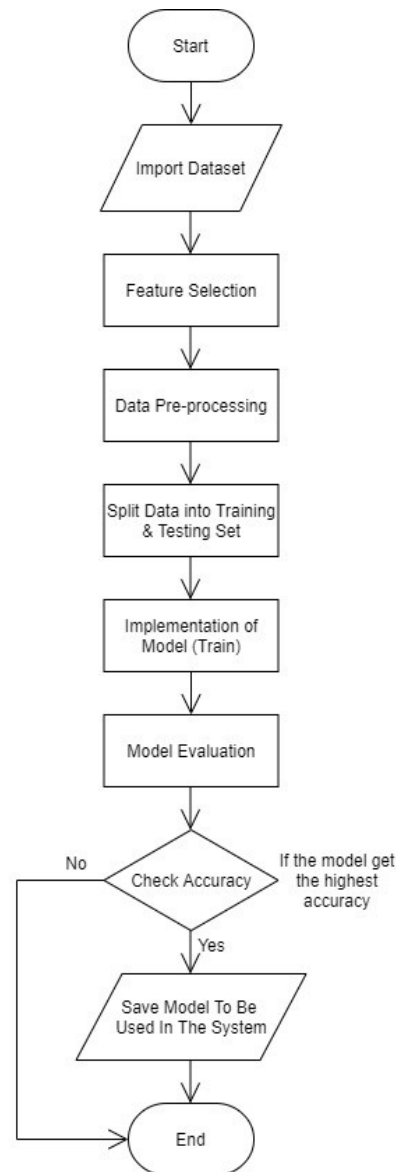 Start
Import Dataset
Feature Selection
Data Pre-processing
Split Data into Training
& Testing Set
Implementation of
Model (Train)
Model Evaluation
No
Check Accuracy
If the model get
the highest
accuracy
Yes
Save Model To Be
Used In The System
End